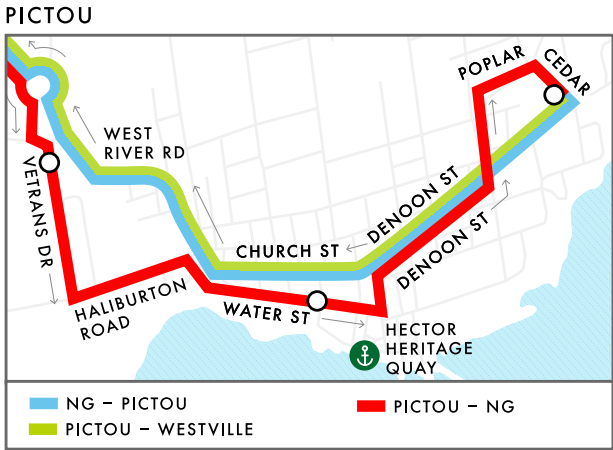 PICTOU
POPLAR
CEDAR
WEST
RIVER RD
VETRANS DR
DENOON ST
CHURCH ST
DENOON ST
HALIBURTON
ROAD
WATER ST
HECTOR
HERITAGE
QUAY
NG – PICTOU
PICTOU – NG
PICTOU – WESTVILLE